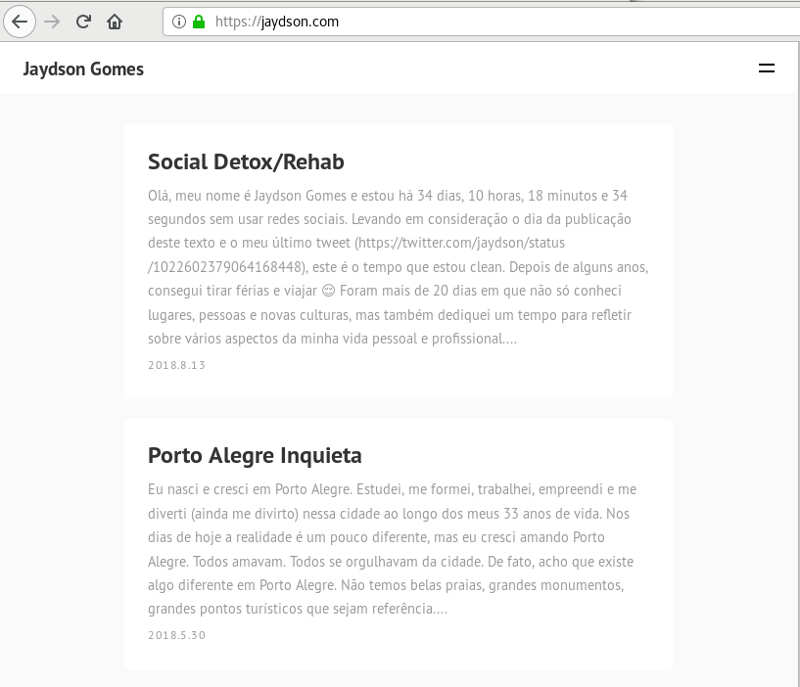 https://jaydson.com
Jaydson Gomes
Social Detox/Rehab
Olá, meu nome é Jaydson Gomes e estou há 34 dias, 10 horas, 18 minutos e 34
segundos sem usar redes sociais. Levando em consideração o dia da publicação
deste texto e o meu último tweet (https://twitter.com/jaydson/status
/1022602379064168448), este é o tempo que estou clean. Depois de alguns anos,
consegui tirar férias e viajar 😌 Foram mais de 20 dias em que não só conheci
lugares, pessoas e novas culturas, mas também dediquei um tempo para refletir
sobre vários aspectos da minha vida pessoal e profissional....
2018.8.13
Porto Alegre Inquieta
Eu nasci e cresci em Porto Alegre. Estudei, me formei, trabalhei, empreendi e me
diverti (ainda me divirto) nessa cidade ao longo dos meus 33 anos de vida. Nos
dias de hoje a realidade é um pouco diferente, mas eu cresci amando Porto
Alegre. Todos amavam. Todos se orgulhavam da cidade. De fato, acho que existe
algo diferente em Porto Alegre. Não temos belas praias, grandes monumentos,
grandes pontos turísticos que sejam referência....
2018.5.30